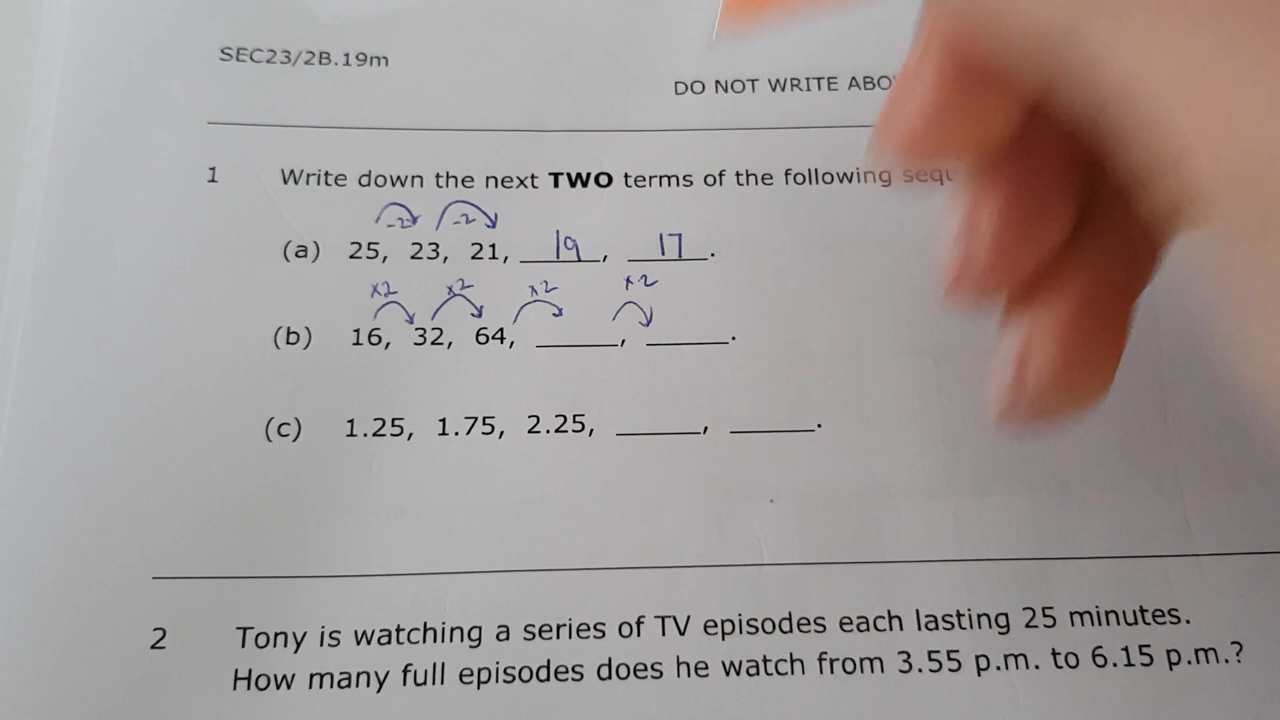 SEC23/2B.19m
DO NOT WRITE
1 Write down the next TWO terms of the following
-2 -2
(a) 25, 23, 21, 19, 17.
x2 x2 x2 x2
(b) 16, 32, 64, ______, ______.
(c) 1.25, 1.75, 2.25, ______, ______.
2 Tony is watching a series of TV episodes each lasting 25 minutes.
How many full episodes does he watch from 3.55 p.m. to 6.15 p.m.?